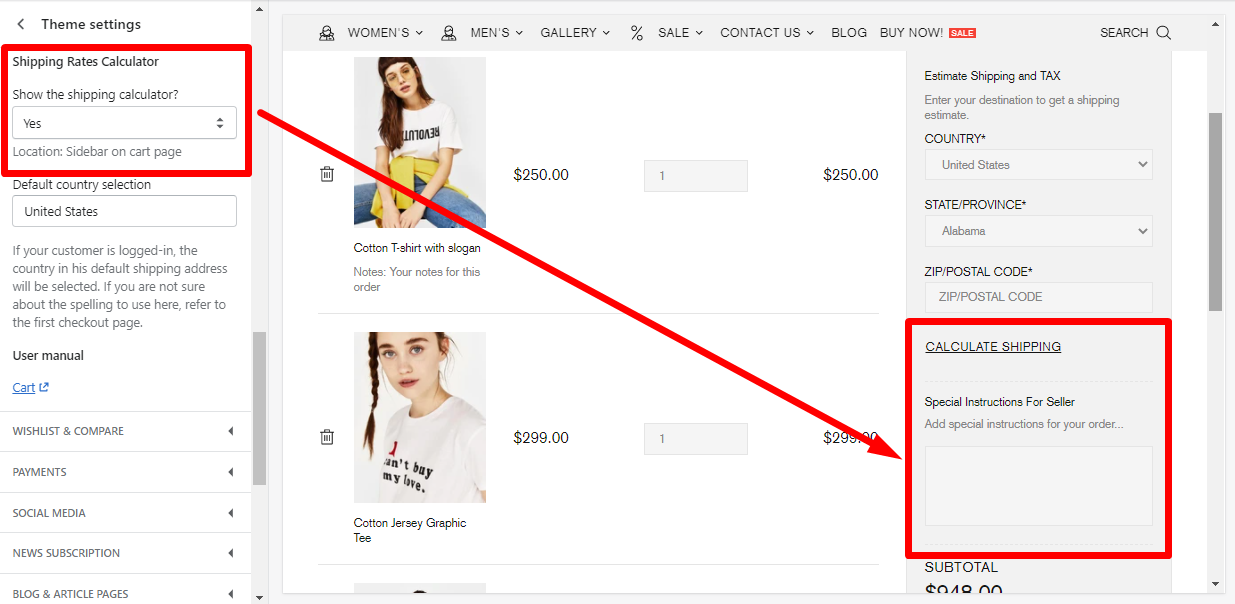 Theme settings
Shipping Rates Calculator
Show the shipping calculator?
Yes
Location: Sidebar on cart page
Default country selection
United States
If your customer is logged-in, the
country in his default shipping address
will be selected. If you are not sure
about the spelling to use here, refer to
the first checkout page.
User manual
Cart
WISHLIST & COMPARE
PAYMENTS
SOCIAL MEDIA
NEWS SUBSCRIPTION
BLOG & ARTICLE PAGES
WOMEN'S MEN'S GALLERY % SALE CONTACT US BLOG BUY NOW! SALE SEARCH
REVOLUTION
$250.00 1 $250.00
Cotton T-shirt with slogan
Notes: Your notes for this
order
can't buy
my love.
$299.00 1 $299.00
Cotton Jersey Graphic
Tee
Estimate Shipping and TAX
Enter your destination to get a shipping
estimate.
COUNTRY*
United States
STATE/PROVINCE*
Alabama
ZIP/POSTAL CODE*
ZIP/POSTAL CODE
CALCULATE SHIPPING
Special Instructions For Seller
Add special instructions for your order...
SUBTOTAL
$948.00